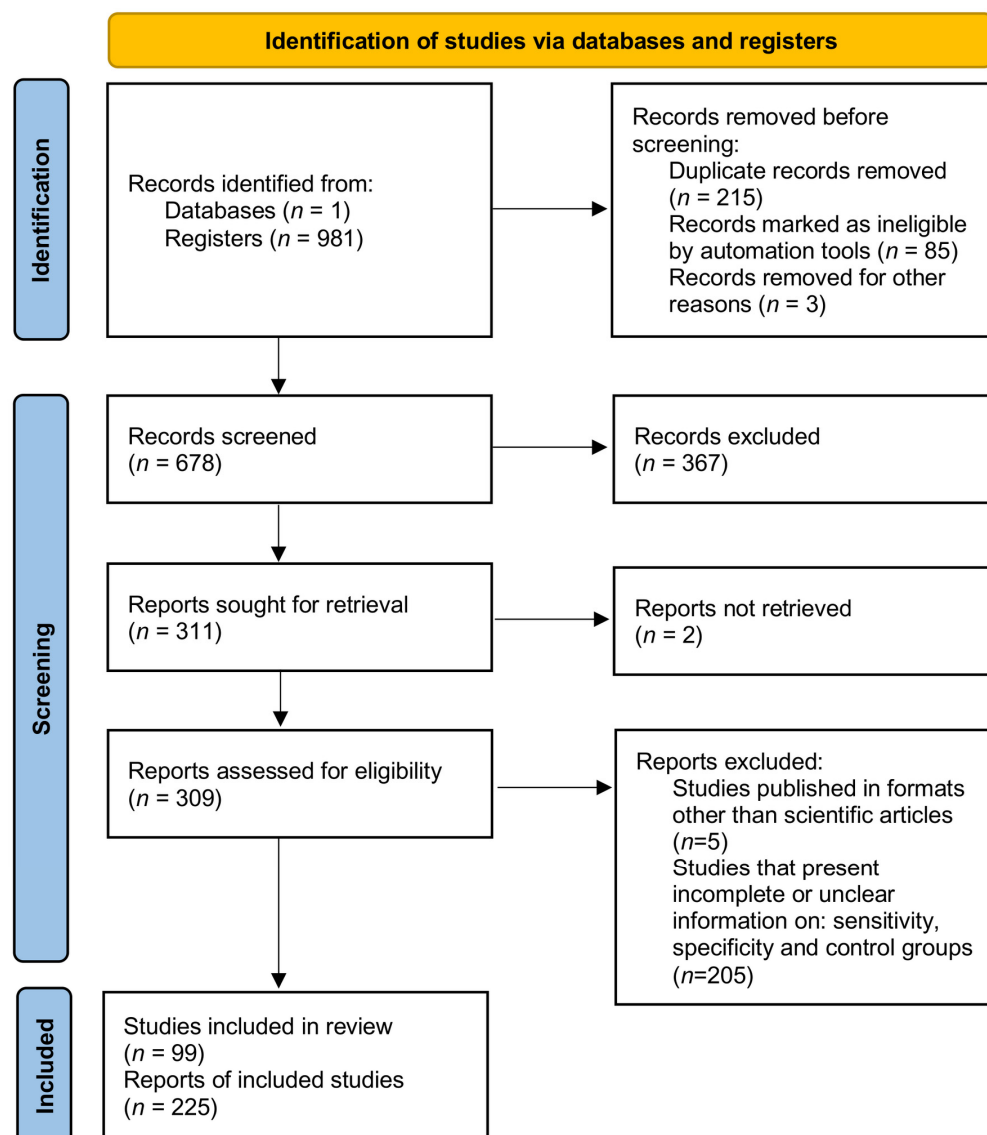 Identification of studies via databases and registers
Identification
Records identified from:
Databases (n = 1)
Registers (n = 981)
Records removed before
screening:
Duplicate records removed
(n = 215)
Records marked as ineligible
by automation tools (n = 85)
Records removed for other
reasons (n = 3)
Screening
Records screened
(n = 678)
Records excluded
(n = 367)
Reports sought for retrieval
(n = 311)
Reports not retrieved
(n = 2)
Reports assessed for eligibility
(n = 309)
Reports excluded:
Studies published in formats
other than scientific articles
(n=5)
Studies that present
incomplete or unclear
information on: sensitivity,
specificity and control groups
(n=205)
Included
Studies included in review
(n = 99)
Reports of included studies
(n = 225)